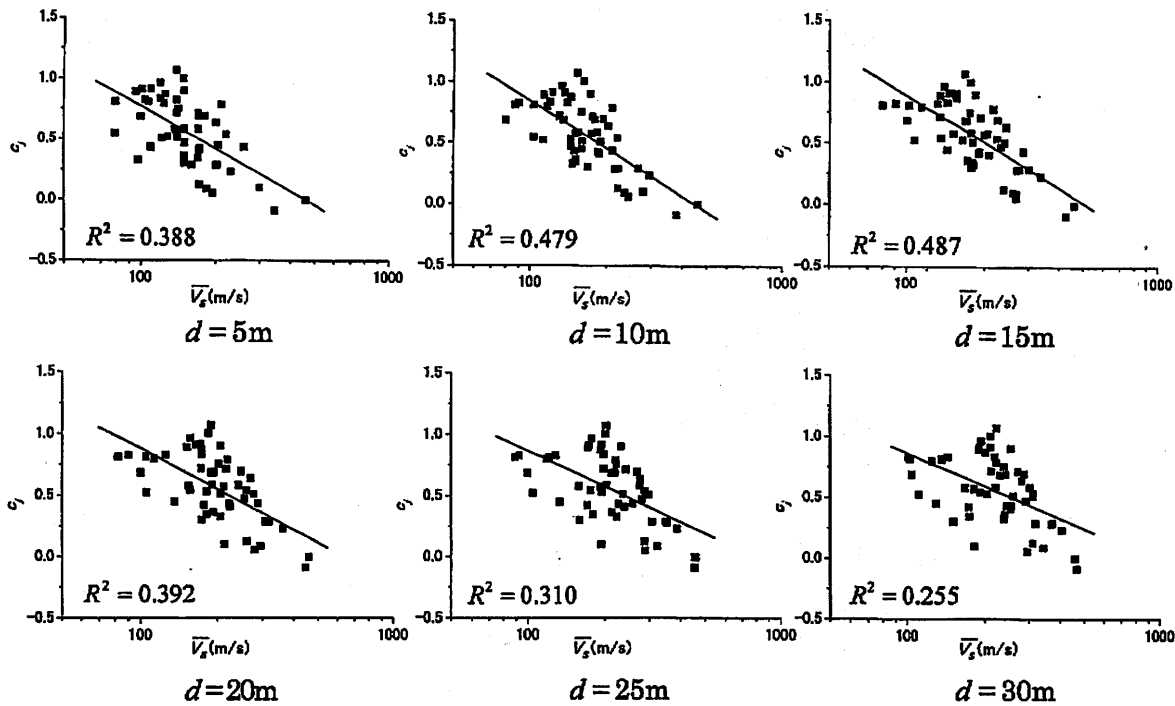 1.5
1.0
0.5
0.0
−0.5
c_j
R² = 0.388
100
1000
V̅s(m/s)
d = 5m
1.5
1.0
0.5
0.0
−0.5
c_j
R² = 0.479
100
1000
V̅s(m/s)
d = 10m
1.5
1.0
0.5
0.0
−0.5
c_j
R² = 0.487
100
1000
V̅s(m/s)
d = 15m
1.5
1.0
0.5
0.0
−0.5
c_j
R² = 0.392
100
1000
V̅s(m/s)
d = 20m
1.5
1.0
0.5
0.0
−0.5
c_j
R² = 0.310
100
1000
V̅s(m/s)
d = 25m
1.5
1.0
0.5
0.0
−0.5
c_j
R² = 0.255
100
1000
V̅s(m/s)
d = 30m